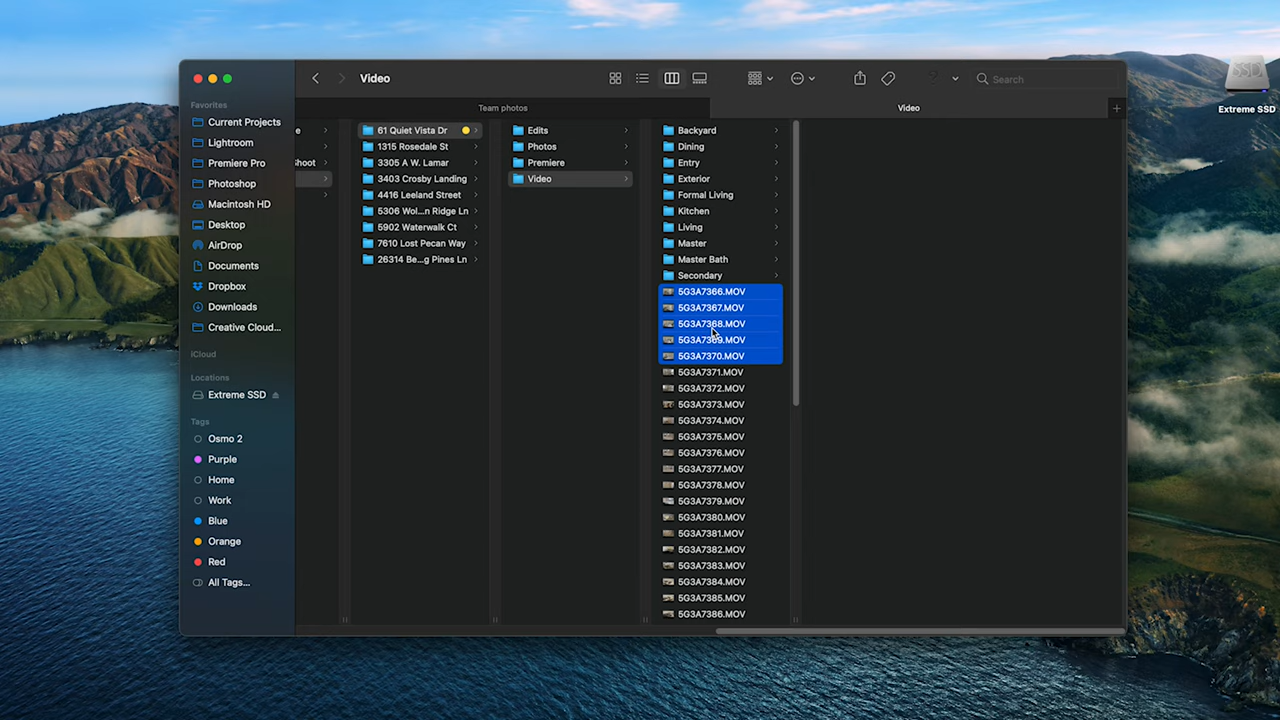 Video
Search
Team photos
Video
Extreme SSD
Favorites
Current Projects
Lightroom
Premiere Pro
Photoshop
Macintosh HD
Desktop
AirDrop
Documents
Dropbox
Downloads
Creative Cloud...
iCloud
Locations
Extreme SSD
Tags
Osmo 2
Purple
Home
Work
Blue
Orange
Red
All Tags...
e
Shoot
61 Quiet Vista Dr
1315 Rosedale St
3305 A W. Lamar
3403 Crosby Landing
4416 Leeland Street
5306 Wol...n Ridge Ln
5902 Waterwalk Ct
7610 Lost Pecan Way
26314 Be...g Pines Ln
Edits
Photos
Premiere
Video
Backyard
Dining
Entry
Exterior
Formal Living
Kitchen
Living
Master
Master Bath
Secondary
5G3A7366.MOV
5G3A7367.MOV
5G3A7368.MOV
5G3A7369.MOV
5G3A7370.MOV
5G3A7371.MOV
5G3A7372.MOV
5G3A7373.MOV
5G3A7374.MOV
5G3A7375.MOV
5G3A7376.MOV
5G3A7377.MOV
5G3A7378.MOV
5G3A7379.MOV
5G3A7380.MOV
5G3A7381.MOV
5G3A7382.MOV
5G3A7383.MOV
5G3A7384.MOV
5G3A7385.MOV
5G3A7386.MOV